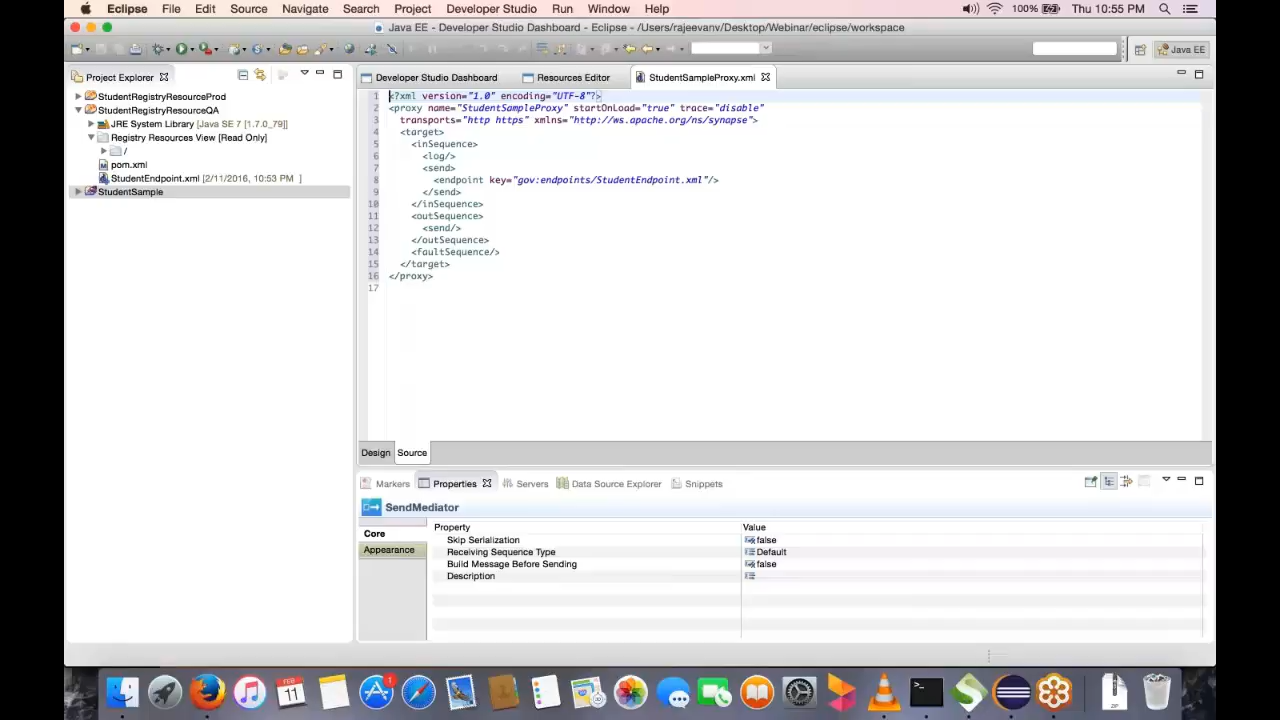 Eclipse File Edit Source Navigate Search Project Developer Studio Run Window Help 100% Thu 10:55 PM
Java EE - Developer Studio Dashboard - Eclipse - /Users/rajeevanv/Desktop/Webinar/eclipse/workspace
Java EE
Project Explorer
StudentRegistryResourceProd
StudentRegistryResourceQA
JRE System Library [Java SE 7 [1.7.0_79]]
Registry Resources View [Read Only]
/
pom.xml
StudentEndpoint.xml [2/11/2016, 10:53 PM ]
StudentSample
Developer Studio Dashboard Resources Editor StudentSampleProxy.xml
1 <?xml version="1.0" encoding="UTF-8"?>
2 <proxy name="StudentSampleProxy" startOnLoad="true" trace="disable"
3 transports="http https" xmlns="http://ws.apache.org/ns/synapse">
4 <target>
5 <inSequence>
6 <log/>
7 <send>
8 <endpoint key="gov:endpoints/StudentEndpoint.xml"/>
9 </send>
10 </inSequence>
11 <outSequence>
12 <send/>
13 </outSequence>
14 <faultSequence/>
15 </target>
16 </proxy>
17
Design Source
Markers Properties Servers Data Source Explorer Snippets
SendMediator
Core
Appearance
Property Value
Skip Serialization false
Receiving Sequence Type Default
Build Message Before Sending false
Description
FEB
11
1
ZIP